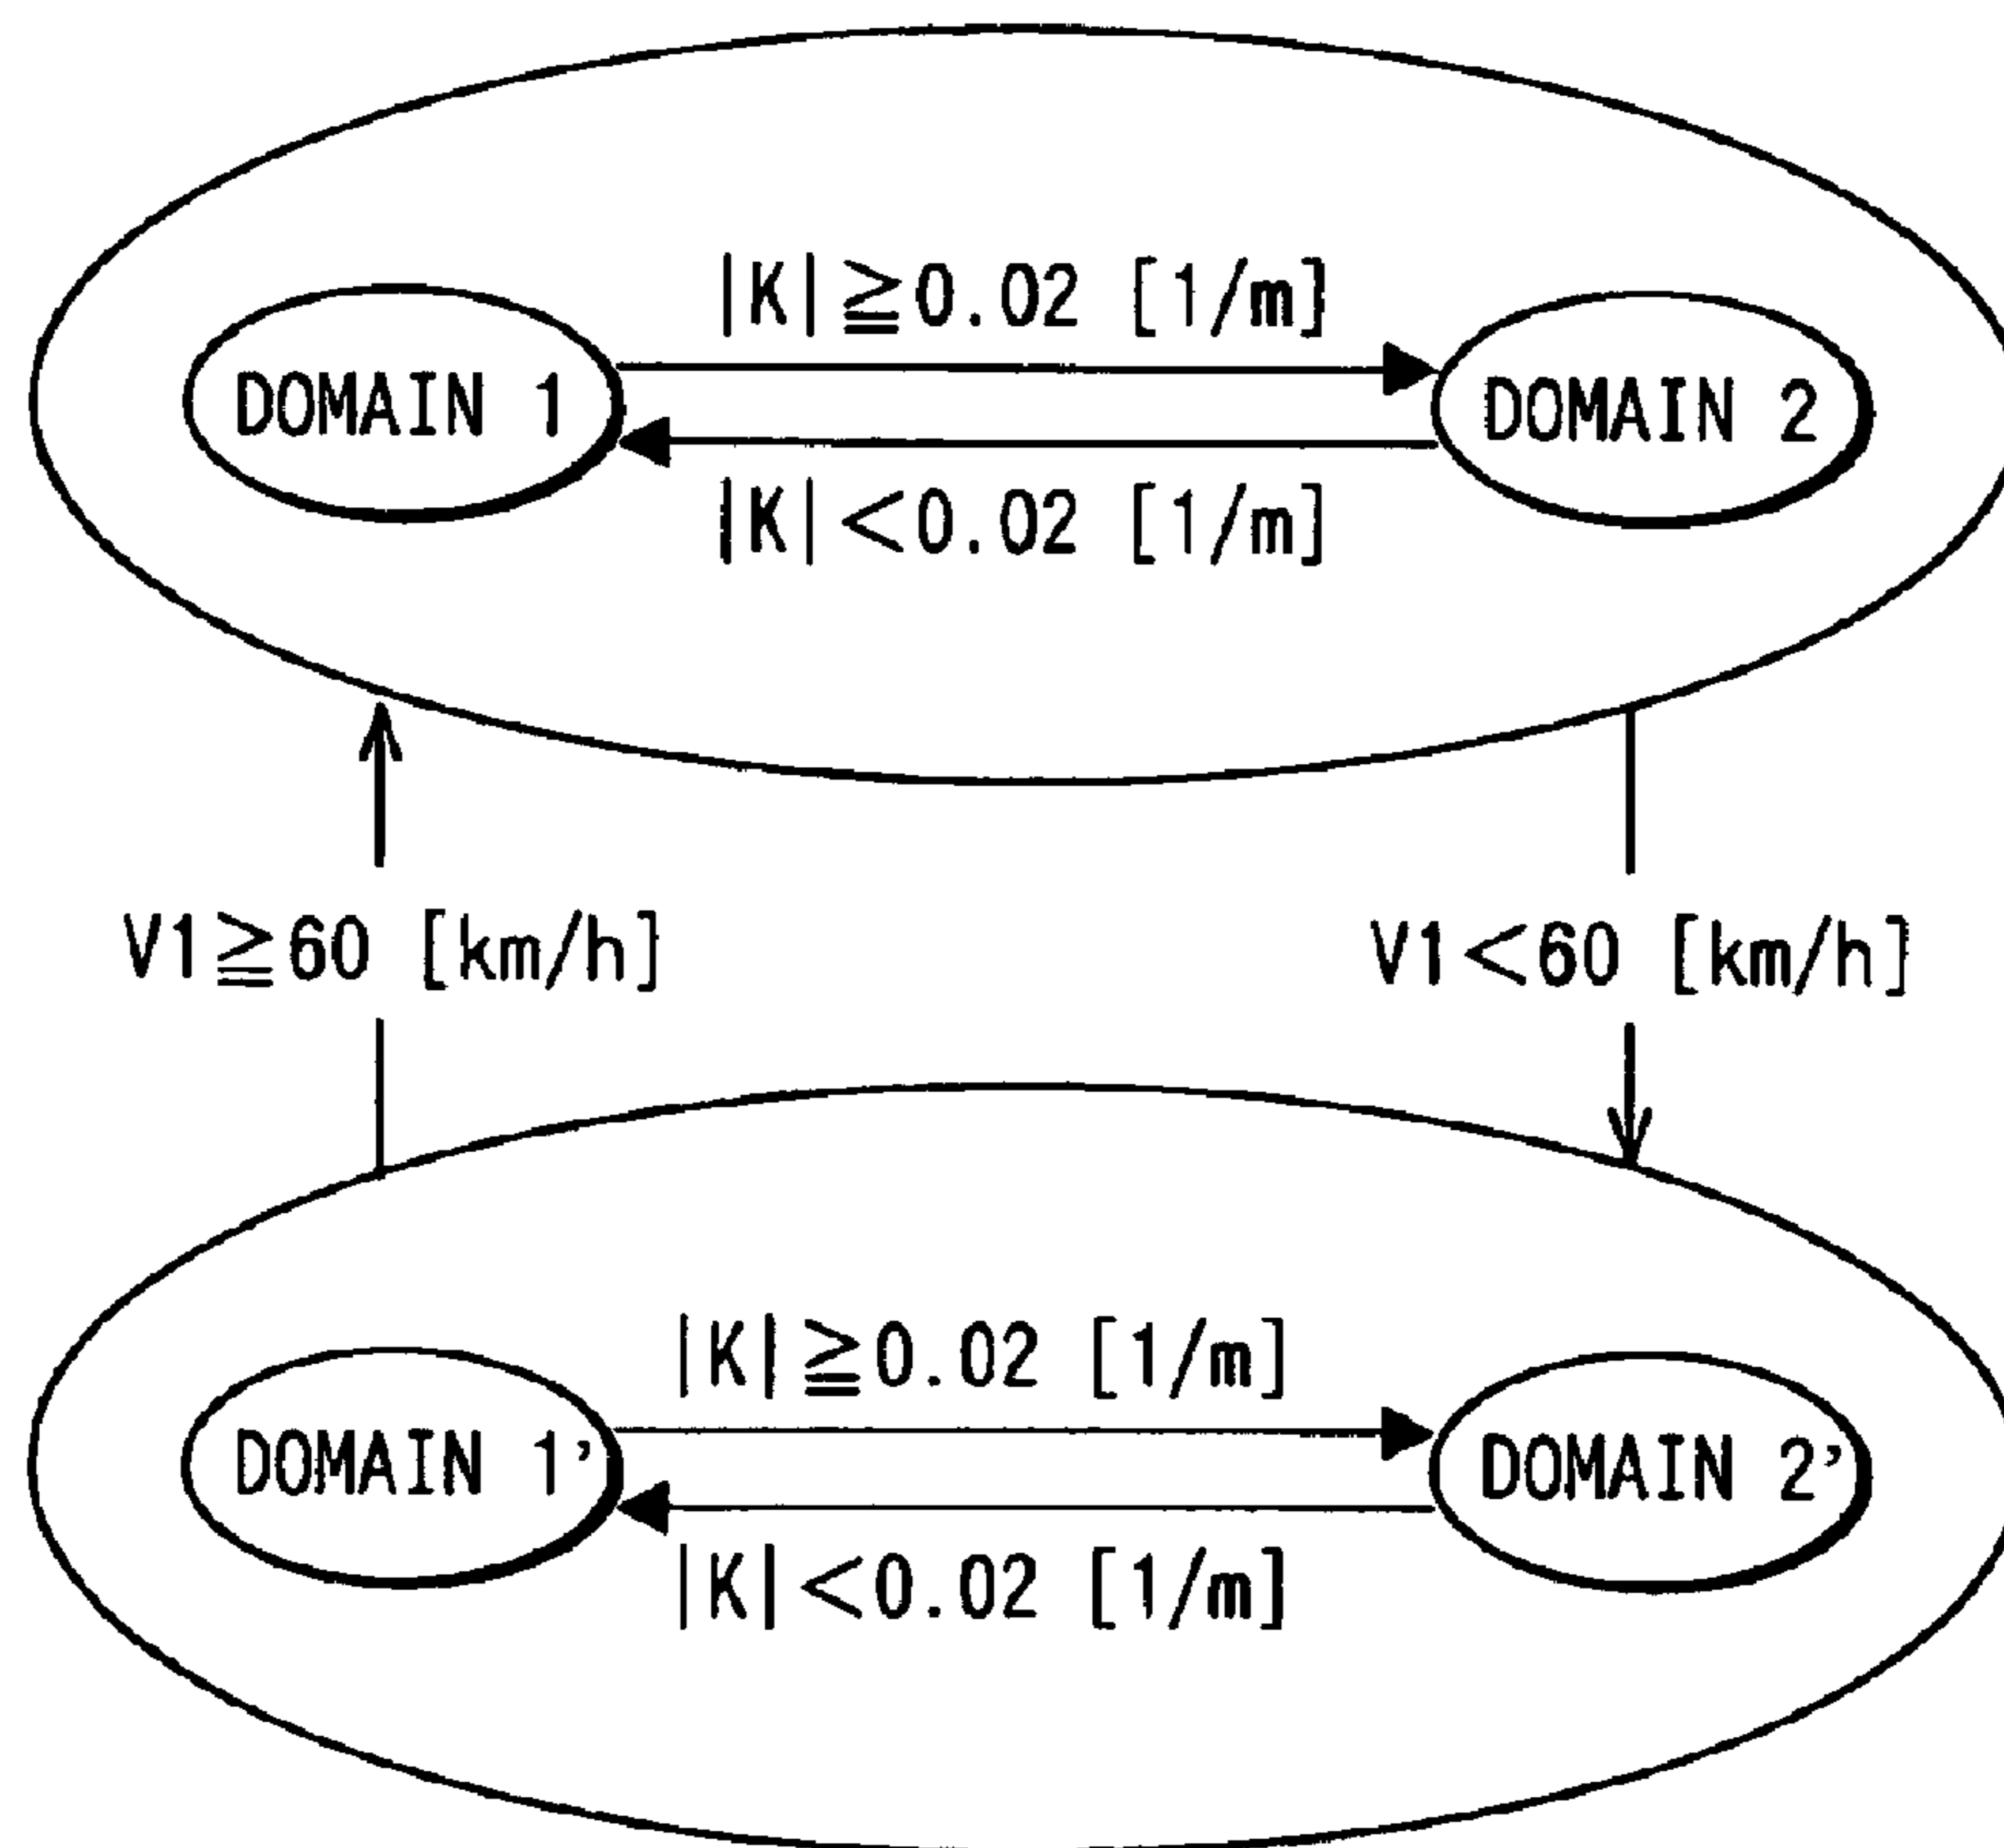 |K|≧0.02 [1/m]
DOMAIN 1
DOMAIN 2
|K|<0.02 [1/m]
V1≧60 [km/h]
V1<60 [km/h]
|K|≧0.02 [1/m]
DOMAIN 1’
DOMAIN 2’
|K|<0.02 [1/m]